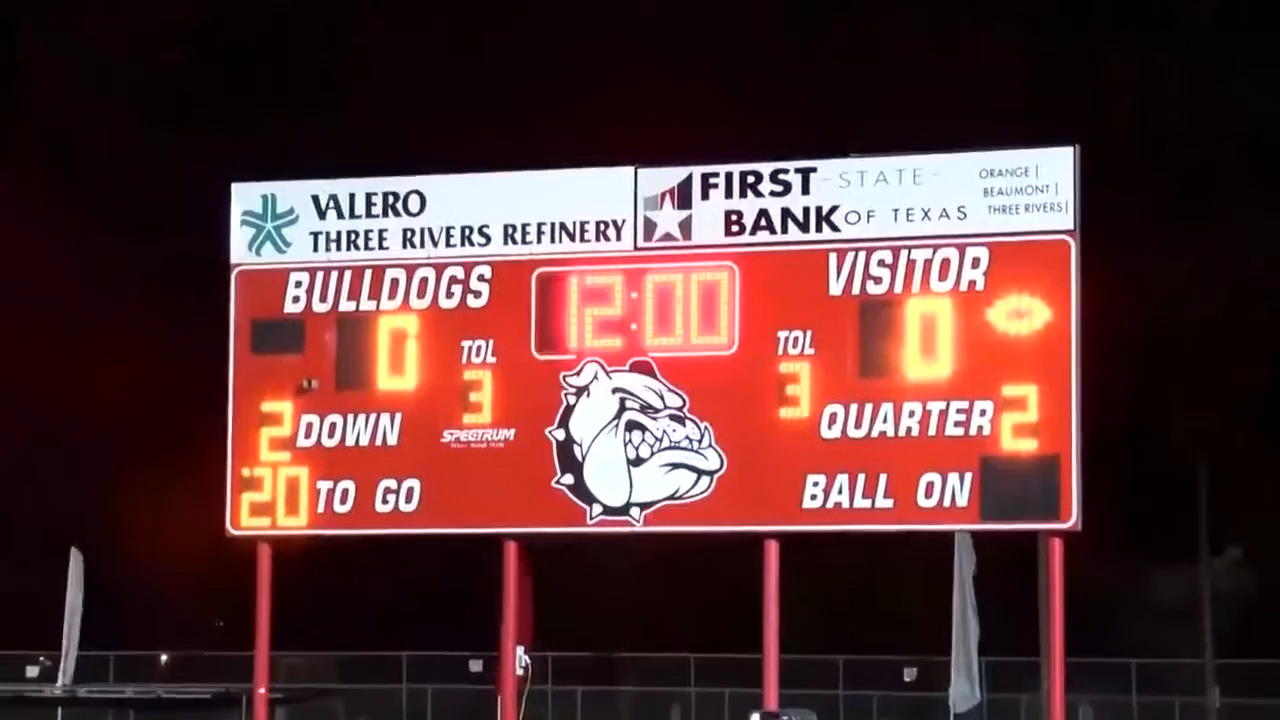 VALERO
THREE RIVERS REFINERY
FIRST STATE
BANK OF TEXAS
ORANGE |
BEAUMONT |
THREE RIVERS |
BULLDOGS
12:00
VISITOR
0
TOL
3
TOL
3
0
2 DOWN
SPECTRUM
QUARTER 2
20 TO GO
BALL ON